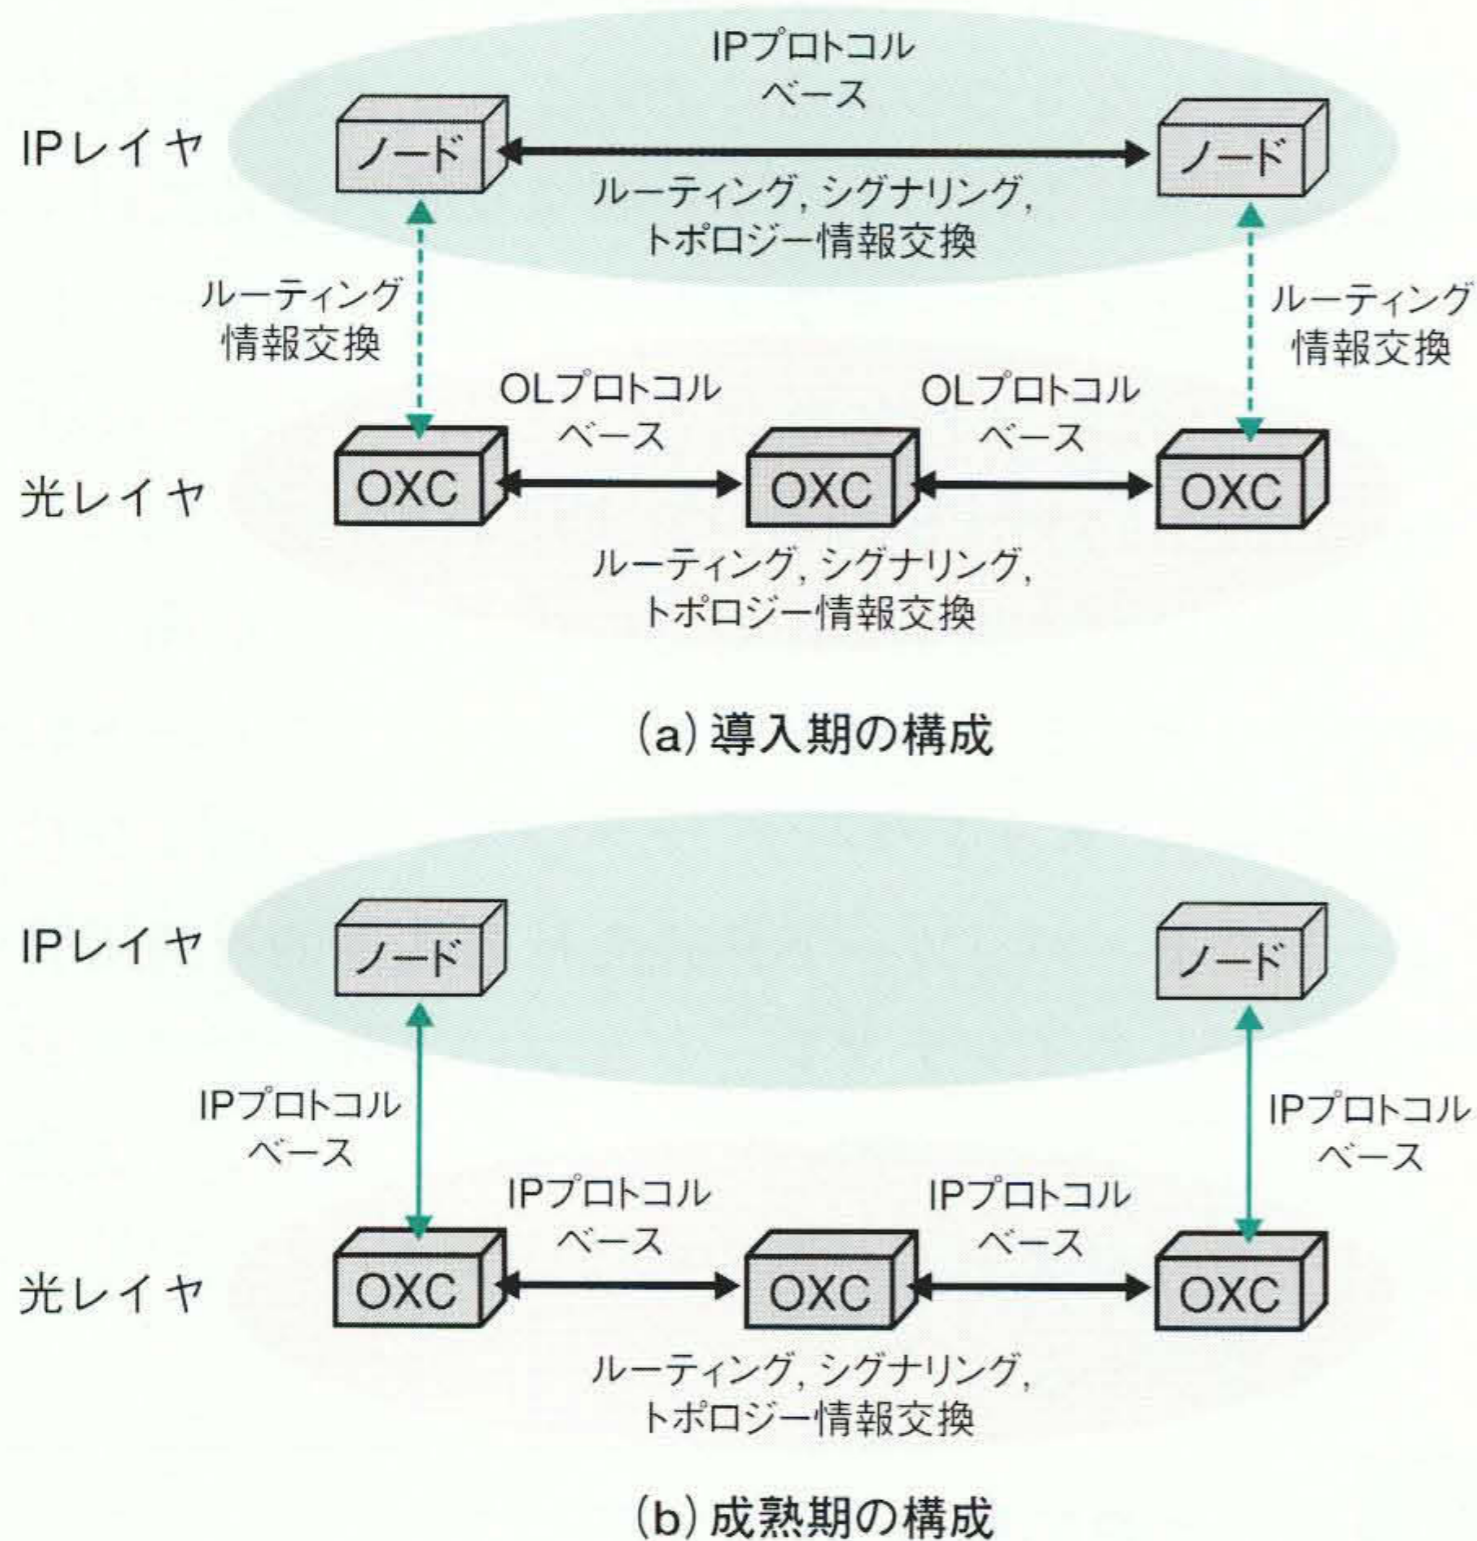 IPプロトコル
ベース
IPレイヤ
ノード
ノード
ルーティング, シグナリング,
トポロジー情報交換
ルーティング
情報交換
ルーティング
情報交換
OLプロトコル
ベース
OLプロトコル
ベース
光レイヤ
OXC
OXC
OXC
ルーティング, シグナリング,
トポロジー情報交換
(a) 導入期の構成
IPレイヤ
ノード
ノード
IPプロトコル
ベース
IPプロトコル
ベース
IPプロトコル
ベース
IPプロトコル
ベース
光レイヤ
OXC
OXC
OXC
ルーティング, シグナリング,
トポロジー情報交換
(b) 成熟期の構成